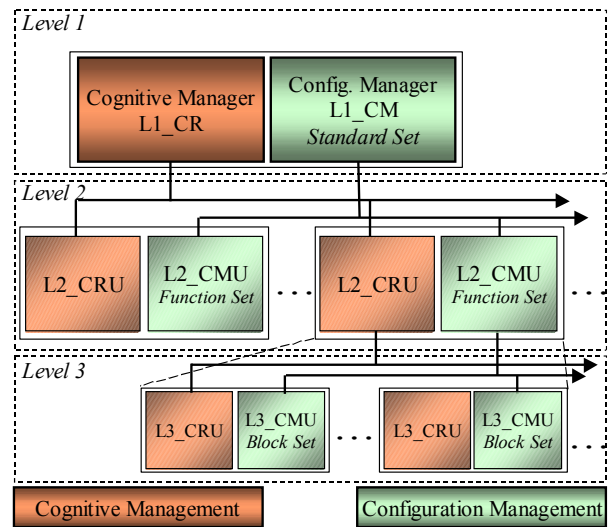 Level 1
Cognitive Manager
L1_CR
Config. Manager
L1_CM
Standard Set
Level 2
L2_CRU
L2_CMU
Function Set
. . . .
L2_CRU
L2_CMU
Function Set
. . .
Level 3
L3_CRU
L3_CMU
Block Set
. . .
L3_CRU
L3_CMU
Block Set
. . .
Cognitive Management
Configuration Management